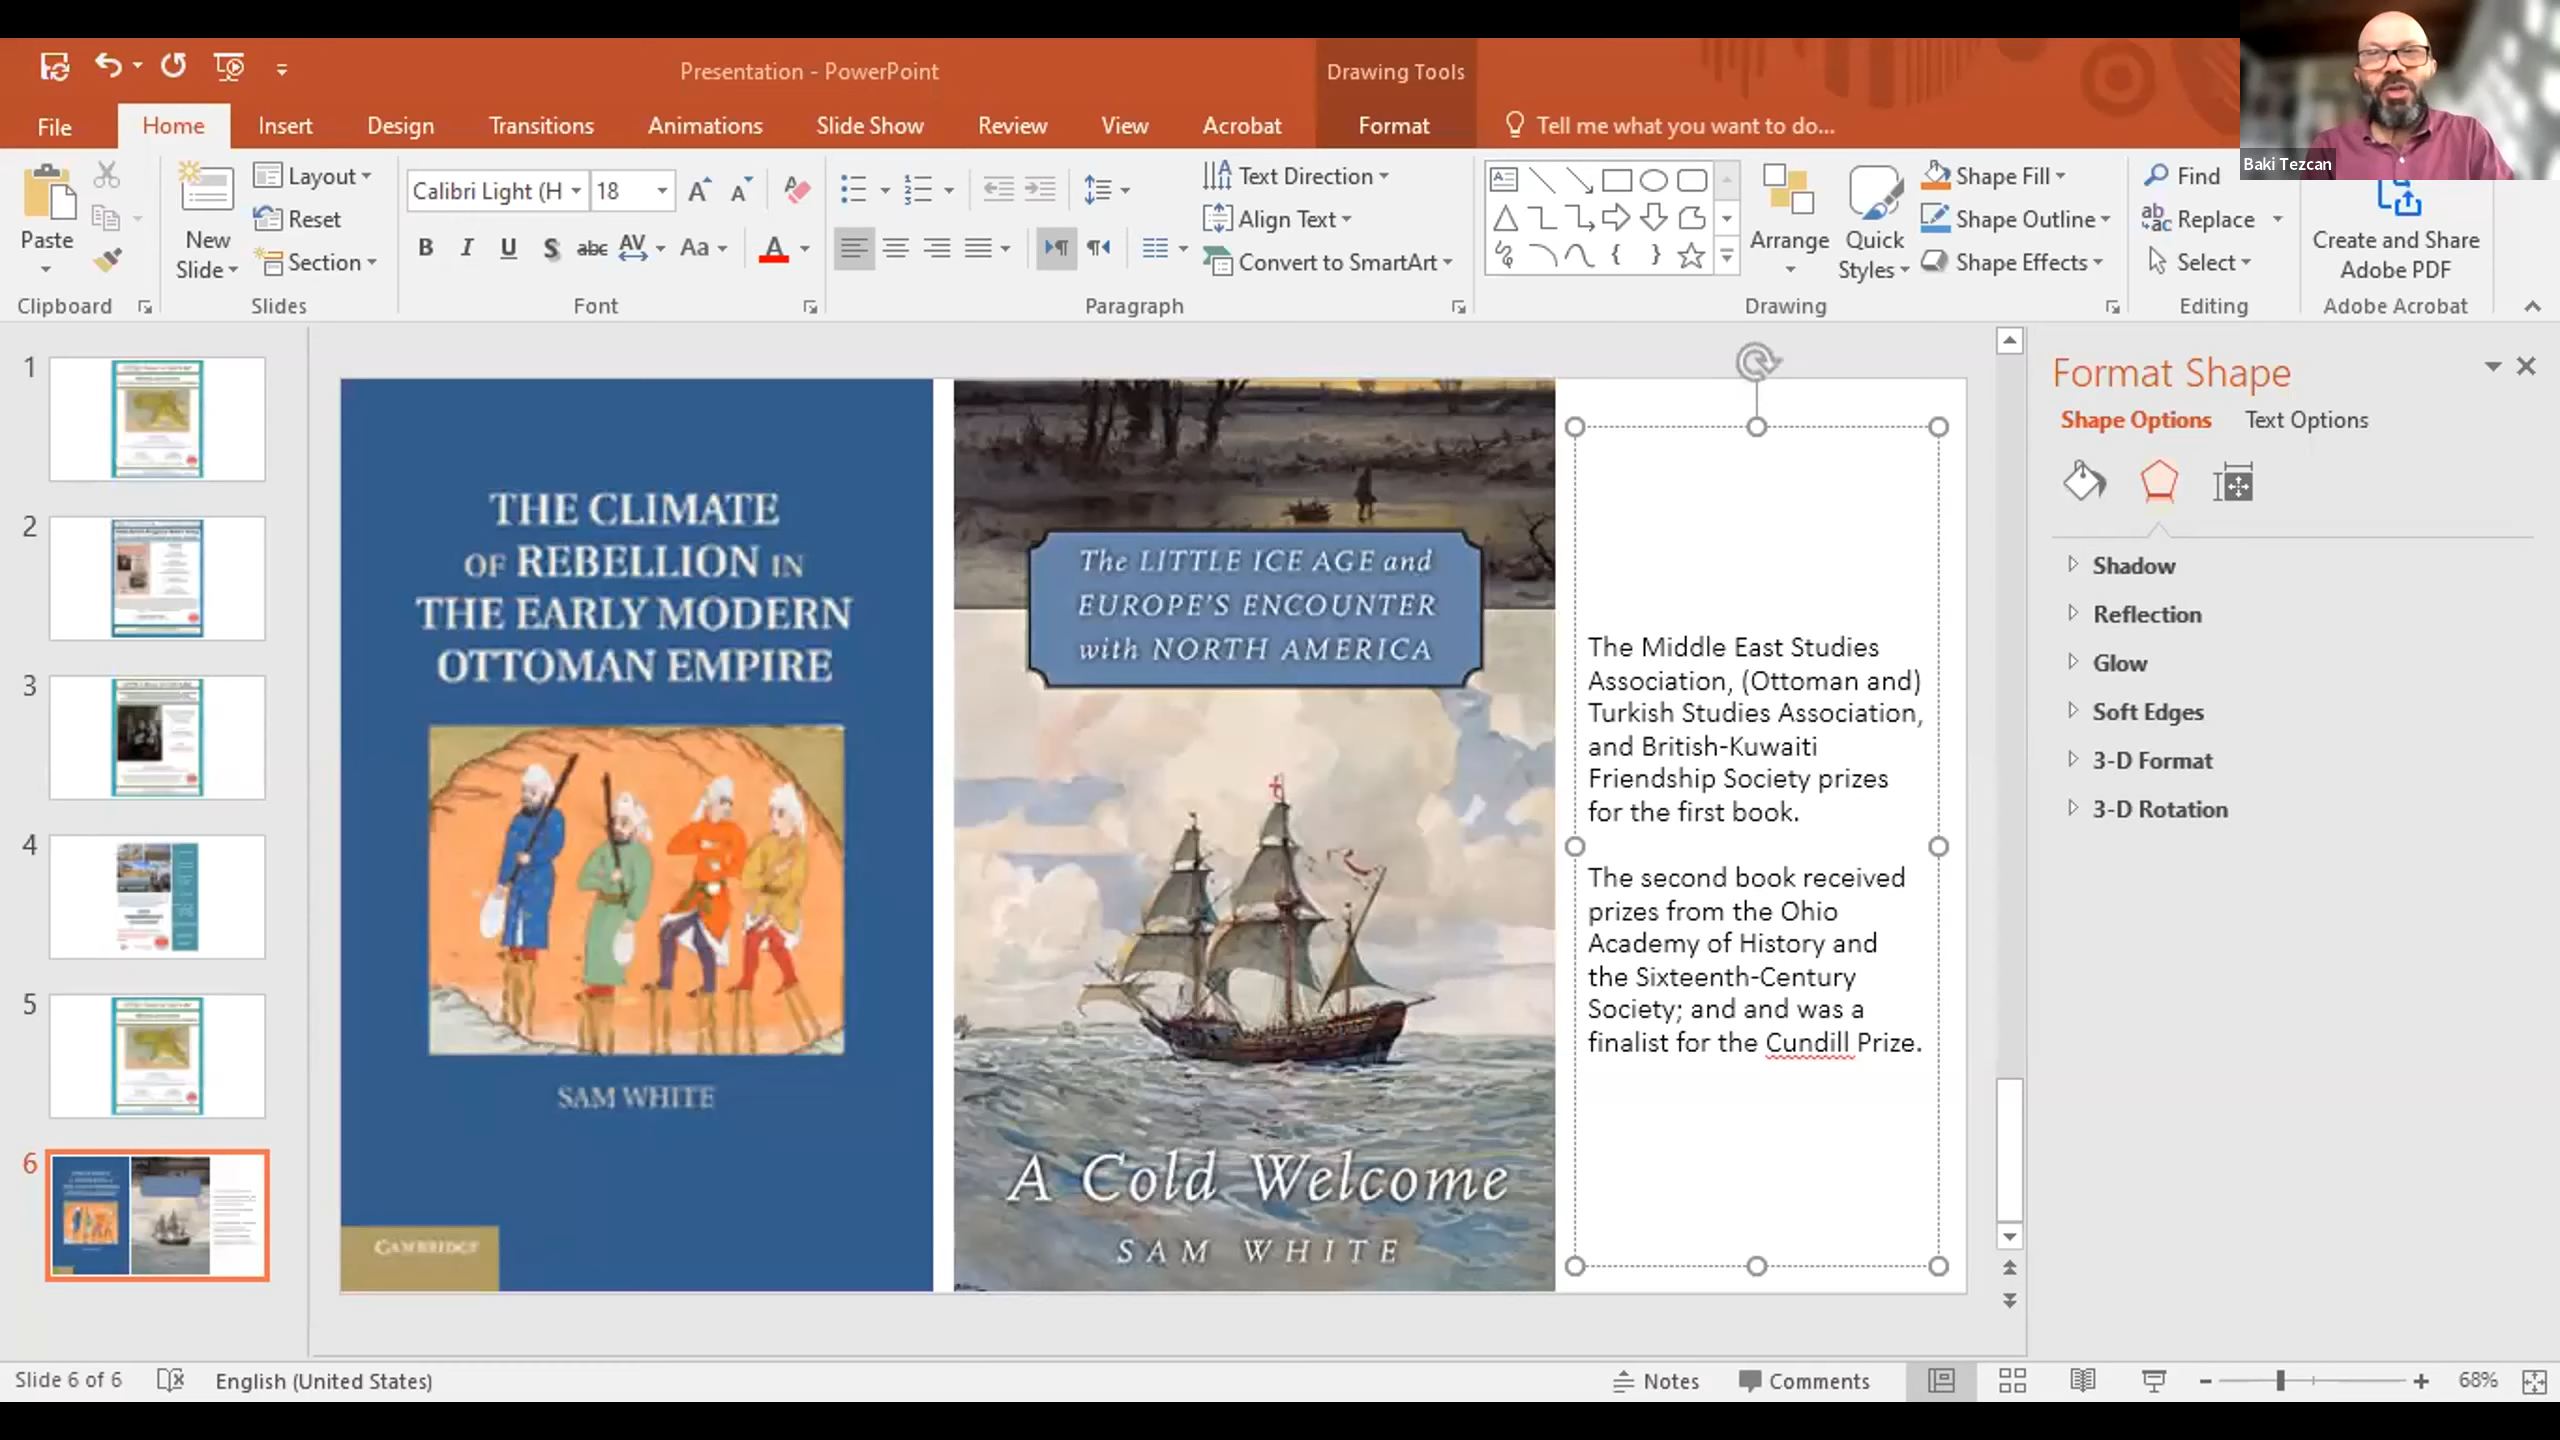 Presentation - PowerPoint
Drawing Tools
Baki Tezcan
File
Home
Insert
Design
Transitions
Animations
Slide Show
Review
View
Acrobat
Format
Tell me what you want to do...
Paste
Clipboard
New
Slide
Layout
Reset
Section
Slides
Calibri Light (H
18
B
I
U
S
abc
AV
Aa
A
Font
Text Direction
Align Text
Convert to SmartArt
Paragraph
Arrange
Quick
Styles
Shape Fill
Shape Outline
Shape Effects
Drawing
Find
Replace
Select
Editing
Create and Share
Adobe PDF
Adobe Acrobat
1
2
3
4
5
6
THE CLIMATE
OF REBELLION IN
THE EARLY MODERN
OTTOMAN EMPIRE
SAM WHITE
CAMBRIDGE
The LITTLE ICE AGE and
EUROPE'S ENCOUNTER
with NORTH AMERICA
A Cold Welcome
SAM WHITE
The Middle East Studies
Association, (Ottoman and)
Turkish Studies Association,
and British-Kuwaiti
Friendship Society prizes
for the first book.
The second book received
prizes from the Ohio
Academy of History and
the Sixteenth-Century
Society; and and was a
finalist for the Cundill Prize.
Format Shape
Shape Options
Text Options
Shadow
Reflection
Glow
Soft Edges
3-D Format
3-D Rotation
Slide 6 of 6
English (United States)
Notes
Comments
68%